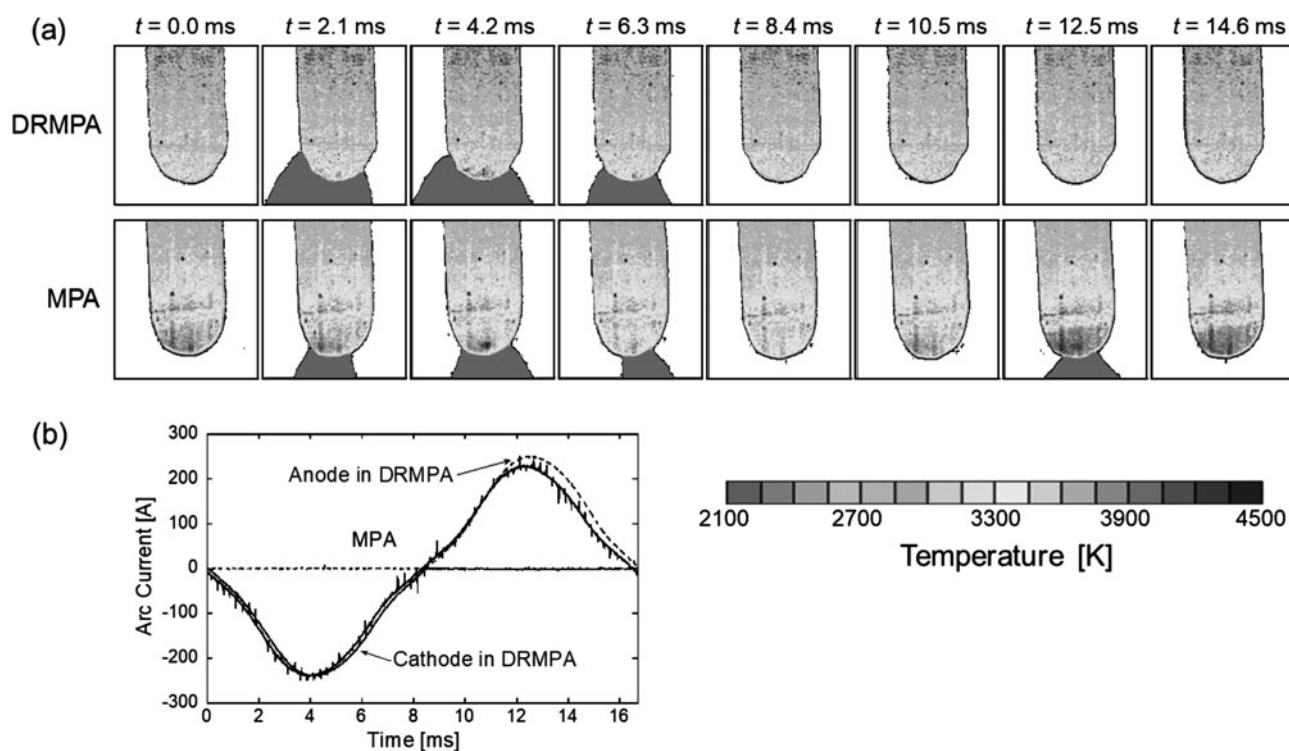 (a)
t = 0.0 ms t = 2.1 ms t = 4.2 ms t = 6.3 ms t = 8.4 ms t = 10.5 ms t = 12.5 ms t = 14.6 ms
DRMPA
MPA
(b)
300
200
100
0
-100
-200
-300
Arc Current [A]
Anode in DRMPA
MPA
Cathode in DRMPA
0 2 4 6 8 10 12 14 16
Time [ms]
2100 2700 3300 3900 4500
Temperature [K]